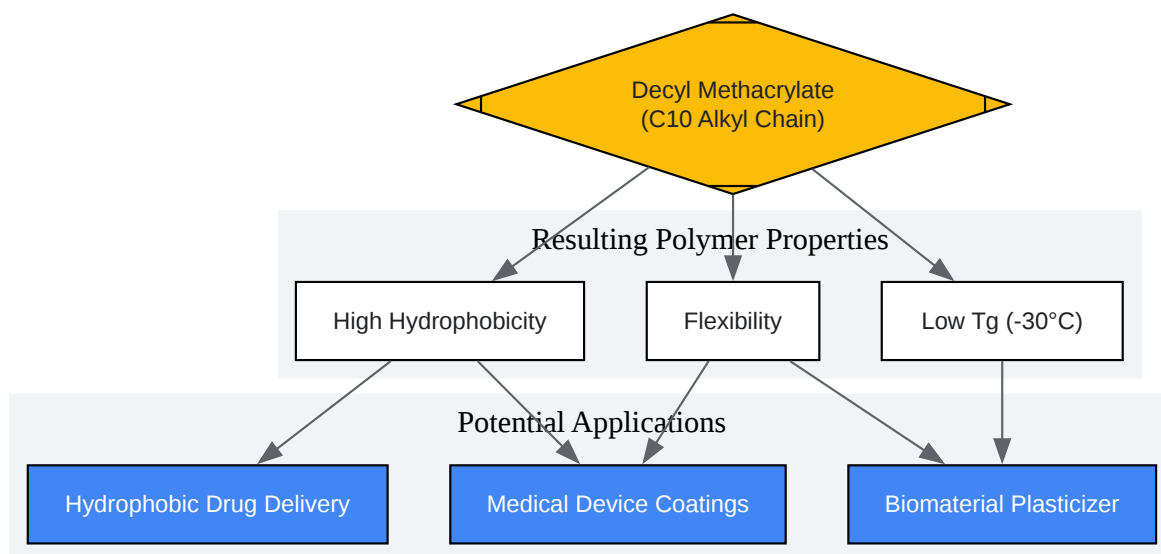 Decyl Methacrylate
(C10 Alkyl Chain)
Resulting Polymer Properties
High Hydrophobicity
Flexibility
Low Tg (-30°C)
Potential Applications
Hydrophobic Drug Delivery
Medical Device Coatings
Biomaterial Plasticizer